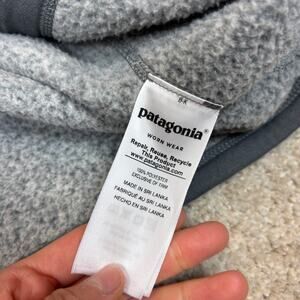 patagonia®
WORN WEAR
Repair, Reuse, Recycle
This Product
www.patagonia.com
100% POLYESTER
EXCLUSIVE OF TRIM
MADE IN SRI LANKA
FABRIQUÉ AU SRI LANKA
HECHO EN SRI LANKA